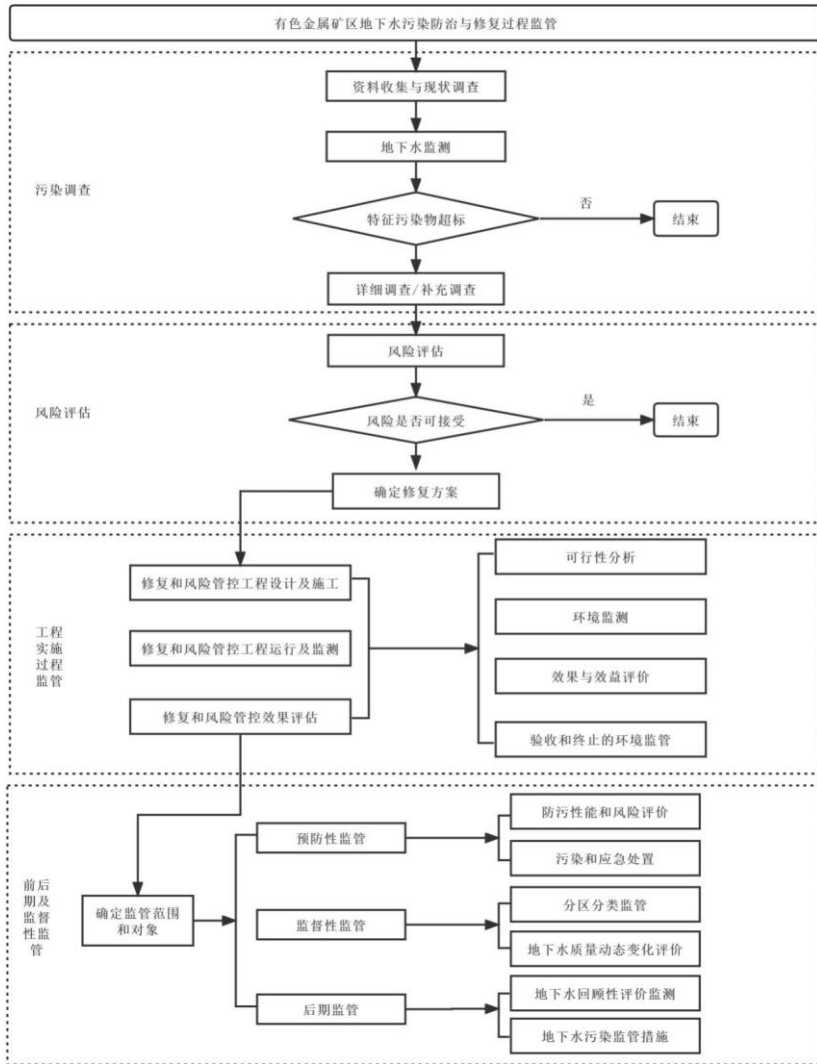 有色金属矿区地下水污染防治与修复过程监管
资料收集与现状调查
地下水监测
污染调查
特征污染物超标
否
结束
详细调查/补充调查
风险评估
风险评估
风险是否可接受
是
结束
确定修复方案
工程
实施
过程
监管
修复和风险管控工程设计及施工
修复和风险管控工程运行及监测
修复和风险管控效果评估
可行性分析
环境监测
效果与效益评价
验收和终止的环境监管
前后
期及
监督
性监
管
确定监管范围
和对象
预防性监管
防污性能和风险评价
污染和应急处置
监督性监管
分区分类监管
地下水质量动态变化评价
后期监管
地下水回顾性评价监测
地下水污染监管措施